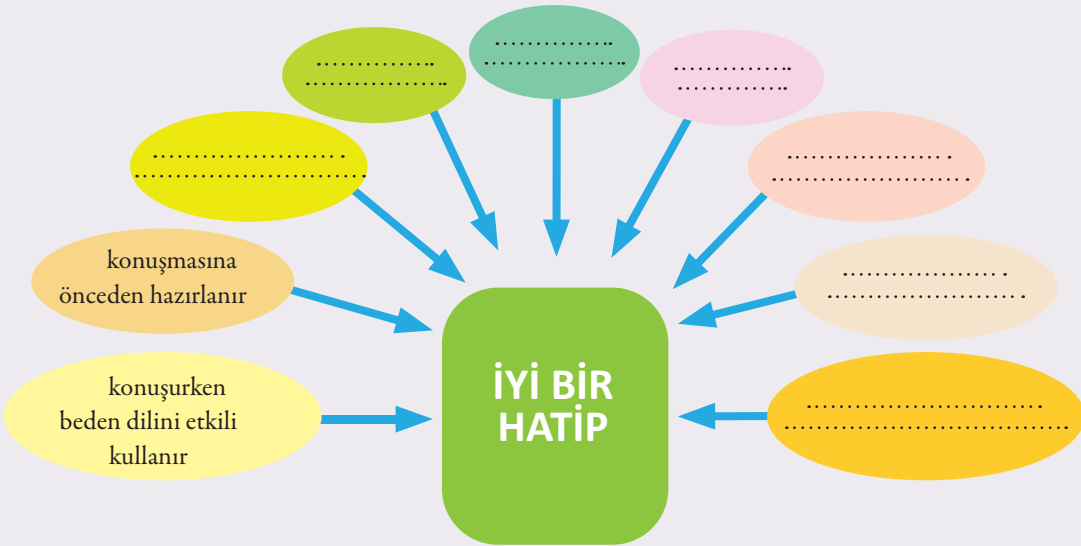 konuşmasına
önceden hazırlanır
konuşurken
beden dilini etkili
kullanır
İYİ BİR
HATİP